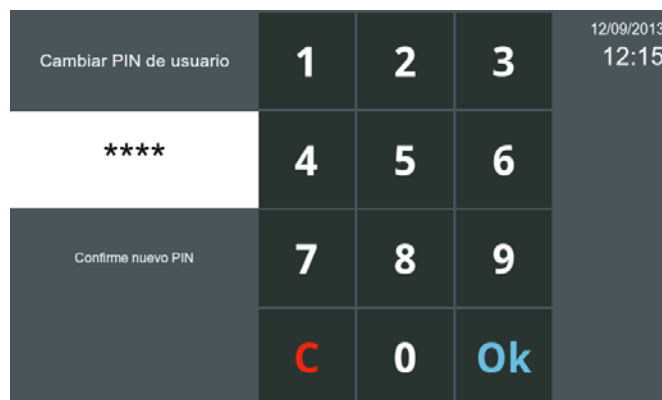 Cambiar PIN de usuario
****
Confirme nuevo PIN
1 2 3
4 5 6
7 8 9
C 0 Ok
12/09/2013
12:15